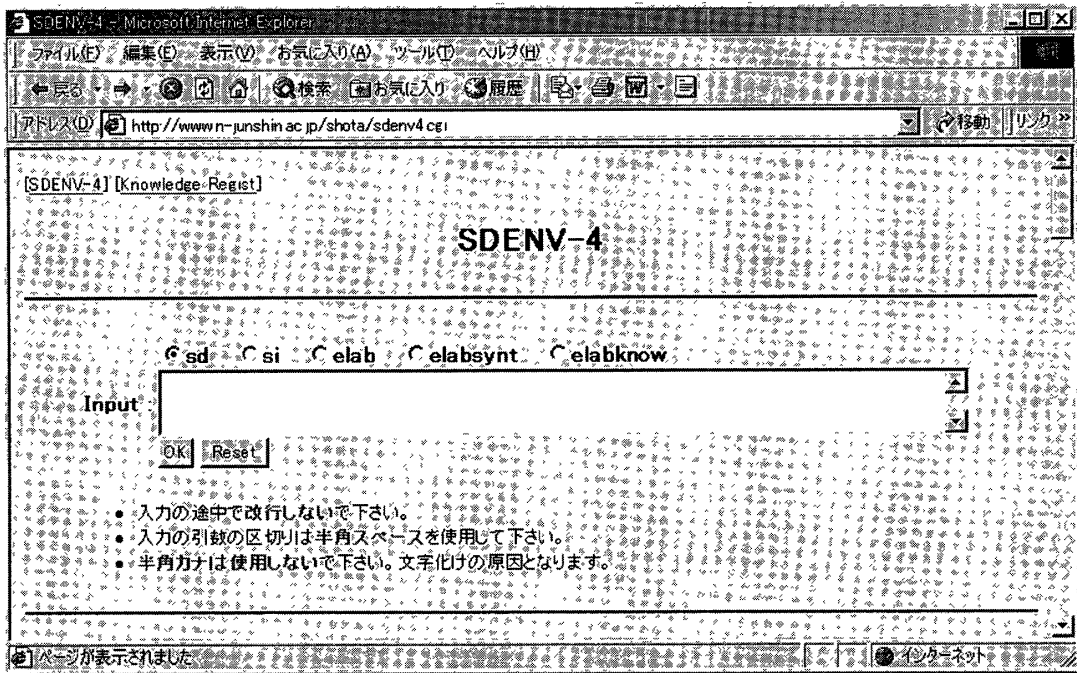 SDENV-4 - Microsoft Internet Explorer
ファイル(F) 編集(E) 表示(V) お気に入り(A) ツール(T) ヘルプ(H)
戻る 検索 お気に入り 履歴
アドレス(D) http://www.n-junshin.ac.jp/shota/sdenv4.cgi 移動 リンク »
[SDENV-4] [Knowledge-Regist]
SDENV-4
sd si elab elabsynt elabknow
Input :
OK Reset
• 入力の途中で改行しないで下さい。
• 入力の引数の区切りは半角スペースを使用して下さい。
• 半角カナは使用しないで下さい。文字化けの原因となります。
ページが表示されました インターネット